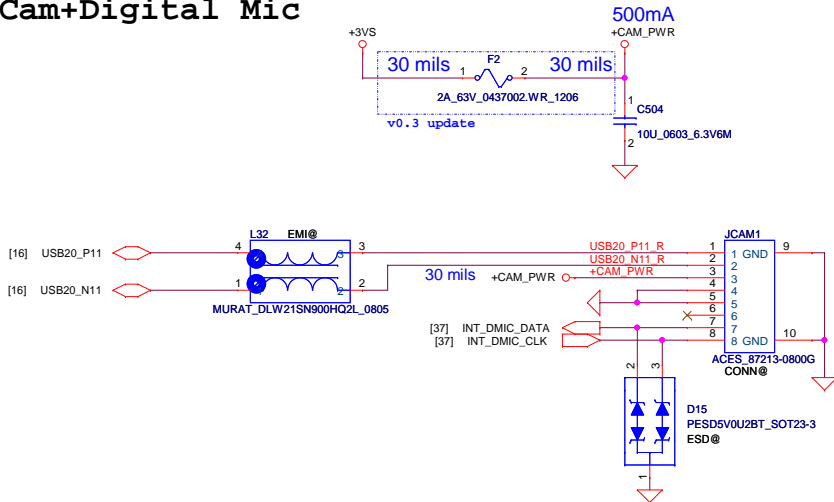 Cam+Digital Mic
500mA
+3VS
+CAM_PWR
30 mils
1
F2
2
30 mils
2A_63V_0437002.WR_1206
v0.3 update
1
C504
10U_0603_6.3V6M
2
L32
EMI@
JCAM1
[16] USB20_P11
4
3
3
USB20_P11_R
1
1 GND
9
USB20_N11_R
2
2
[16] USB20_N11
1
2
2
30 mils
+CAM_PWR
+CAM_PWR
3
3
MURAT_DLW21SN900HQ2L_0805
4
4
5
5
6
6
[37] INT_DMIC_DATA
7
7
[37] INT_DMIC_CLK
8
8 GND
10
ACES_87213-0800G
CONN@
2
3
D15
PESD5V0U2BT_SOT23-3
ESD@
1